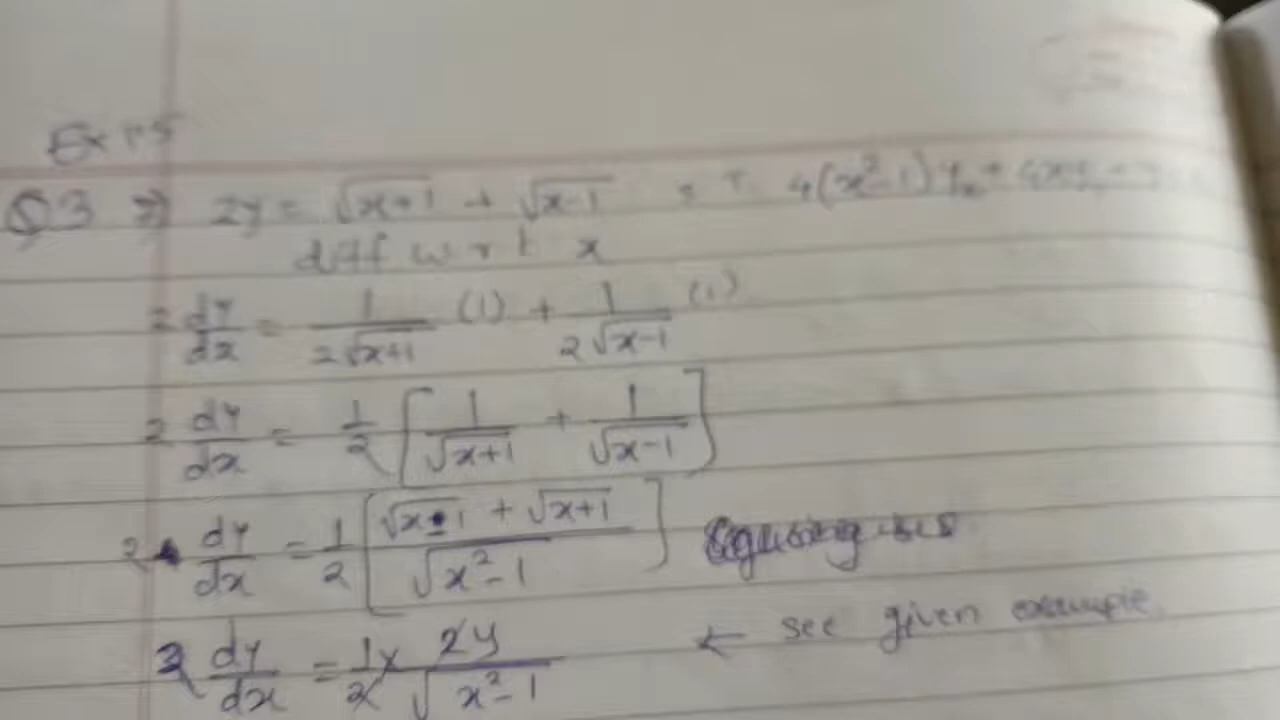 Ex 1.5
Q3 ⇒ 2y = √x+1 + √x-1 S.T. 4(x²-1)y₂ + 4xy₁
diff w r t x
2 dy/dx = 1/2√x+1 (1) + 1/2√x-1 (1)
2 dy/dx = 1/2 [1/√x+1 + 1/√x-1]
2 dy/dx = 1/2 [√x-1 + √x+1 / √x²-1]
2 dy/dx = 1/2 x 2y/√x²-1 ← see given example